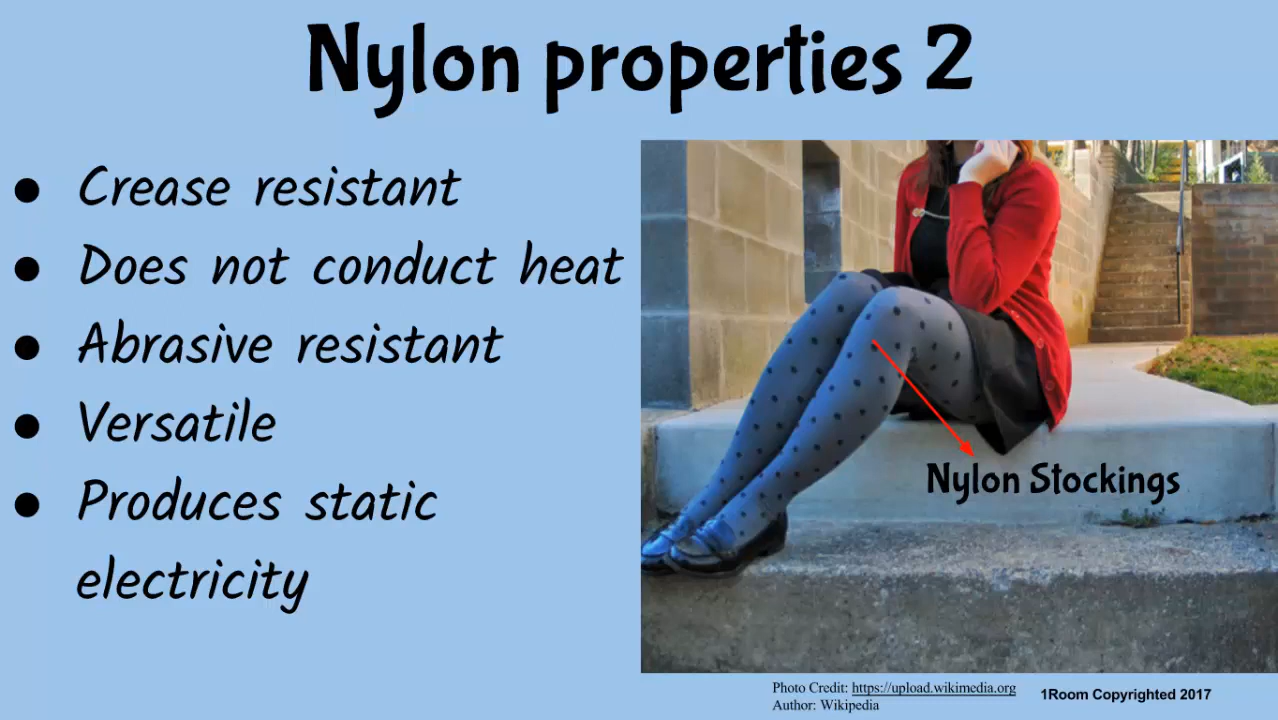 Nylon properties 2
● Crease resistant
● Does not conduct heat
● Abrasive resistant
● Versatile
● Produces static
electricity
Nylon Stockings
Photo Credit: https://upload.wikimedia.org
Author: Wikipedia
1Room Copyrighted 2017